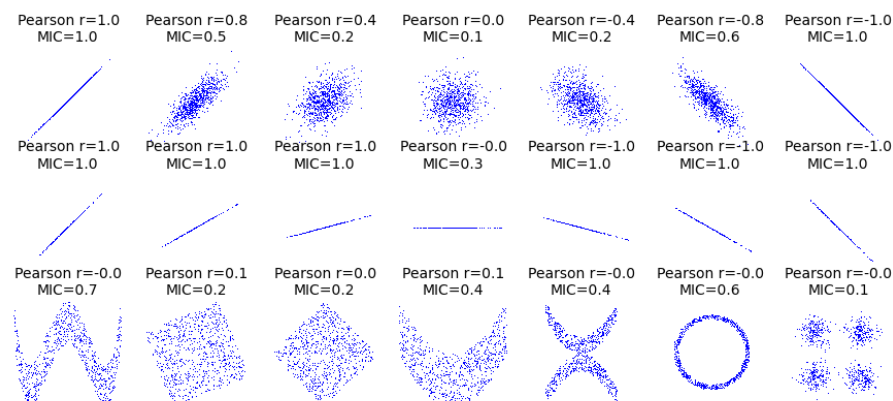 Pearson r=1.0 Pearson r=0.8 Pearson r=0.4 Pearson r=0.0 Pearson r=-0.4 Pearson r=-0.8 Pearson r=-1.0
MIC=1.0 MIC=0.5 MIC=0.2 MIC=0.1 MIC=0.2 MIC=0.6 MIC=1.0
Pearson r=1.0 Pearson r=1.0 Pearson r=1.0 Pearson r=-0.0 Pearson r=-1.0 Pearson r=-1.0 Pearson r=-1.0
MIC=1.0 MIC=1.0 MIC=1.0 MIC=0.3 MIC=1.0 MIC=1.0 MIC=1.0
Pearson r=-0.0 Pearson r=0.1 Pearson r=0.0 Pearson r=0.1 Pearson r=-0.0 Pearson r=-0.0 Pearson r=-0.0
MIC=0.7 MIC=0.2 MIC=0.2 MIC=0.4 MIC=0.4 MIC=0.6 MIC=0.1